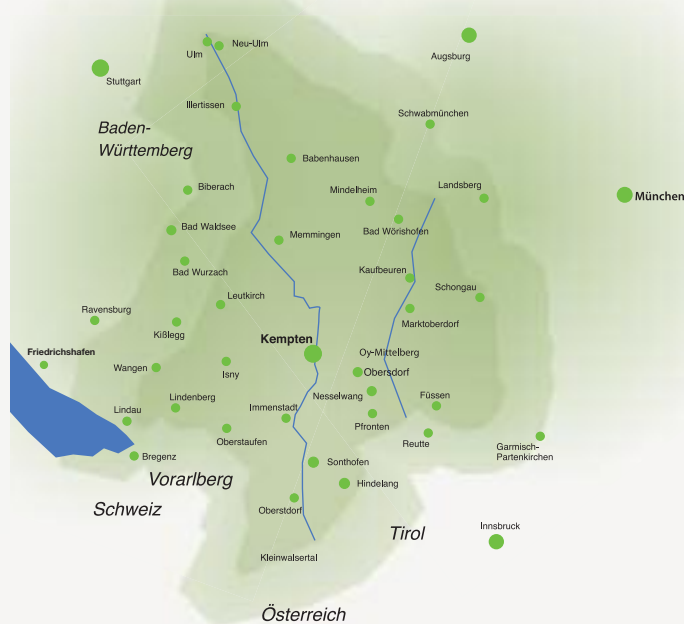 Neu-Ulm
Ulm
Augsburg
Stuttgart
Illertissen
Schwabmünchen
Baden-
Württemberg
Babenhausen
Biberach
Mindelheim
Landsberg
München
Bad Waldsee
Memmingen
Bad Wörishofen
Bad Wurzach
Kaufbeuren
Schongau
Leutkirch
Ravensburg
Kißlegg
Marktoberdorf
Kempten
Friedrichshafen
Oy-Mittelberg
Wangen
Isny
Obersdorf
Nesselwang
Füssen
Lindau
Lindenberg
Immenstadt
Oberstaufen
Pfronten
Reutte
Garmisch-
Partenkirchen
Bregenz
Sonthofen
Vorarlberg
Hindelang
Schweiz
Oberstdorf
Tirol
Innsbruck
Kleinwalsertal
Österreich